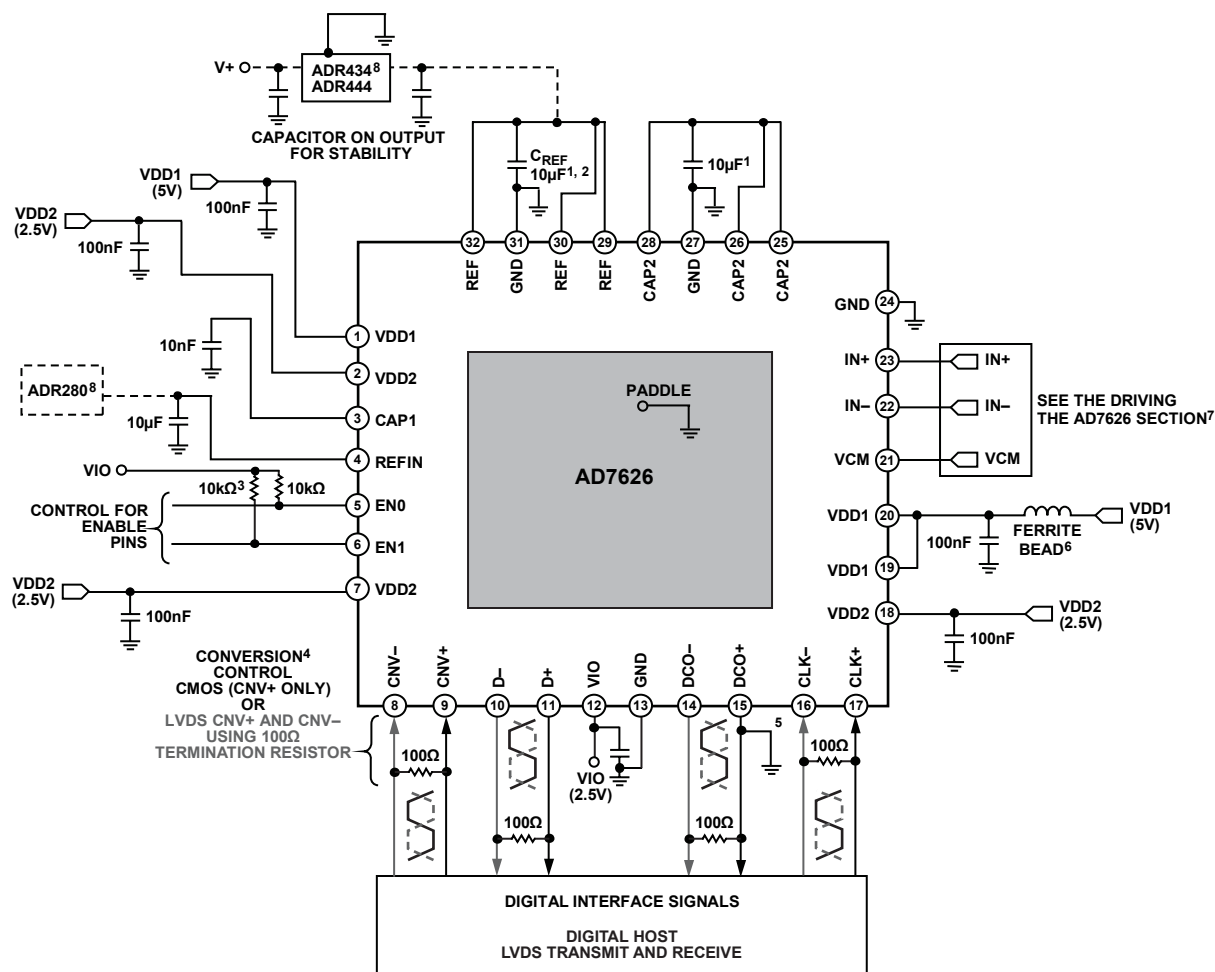 V+
ADR434⁸
ADR444
CAPACITOR ON OUTPUT
FOR STABILITY
VDD1
(5V)
100nF
VDD2
(2.5V)
100nF
CREF
10µF¹, ²
10µF¹
32
31
30
29
28
27
26
25
REF
GND
REF
REF
CAP2
GND
CAP2
CAP2
1
VDD1
2
VDD2
10nF
3
CAP1
ADR280⁸
10µF
4
REFIN
VIO
10kΩ³
10kΩ
5
EN0
CONTROL FOR
ENABLE
PINS
6
EN1
VDD2
(2.5V)
7
VDD2
100nF
PADDLE
AD7626
GND
24
IN+
23
IN+
IN–
22
IN–
VCM
21
VCM
SEE THE DRIVING
THE AD7626 SECTION⁷
VDD1
20
VDD1
(5V)
100nF
FERRITE
BEAD⁶
VDD1
19
VDD2
18
VDD2
(2.5V)
100nF
CONVERSION⁴
CONTROL
CMOS (CNV+ ONLY)
OR
LVDS CNV+ AND CNV–
USING 100Ω
TERMINATION RESISTOR
CNV–
CNV+
D–
D+
VIO
GND
DCO–
DCO+
CLK–
CLK+
8
9
10
11
12
13
14
15
16
17
5
100Ω
VIO
(2.5V)
100Ω
100Ω
100Ω
DIGITAL INTERFACE SIGNALS
DIGITAL HOST
LVDS TRANSMIT AND RECEIVE